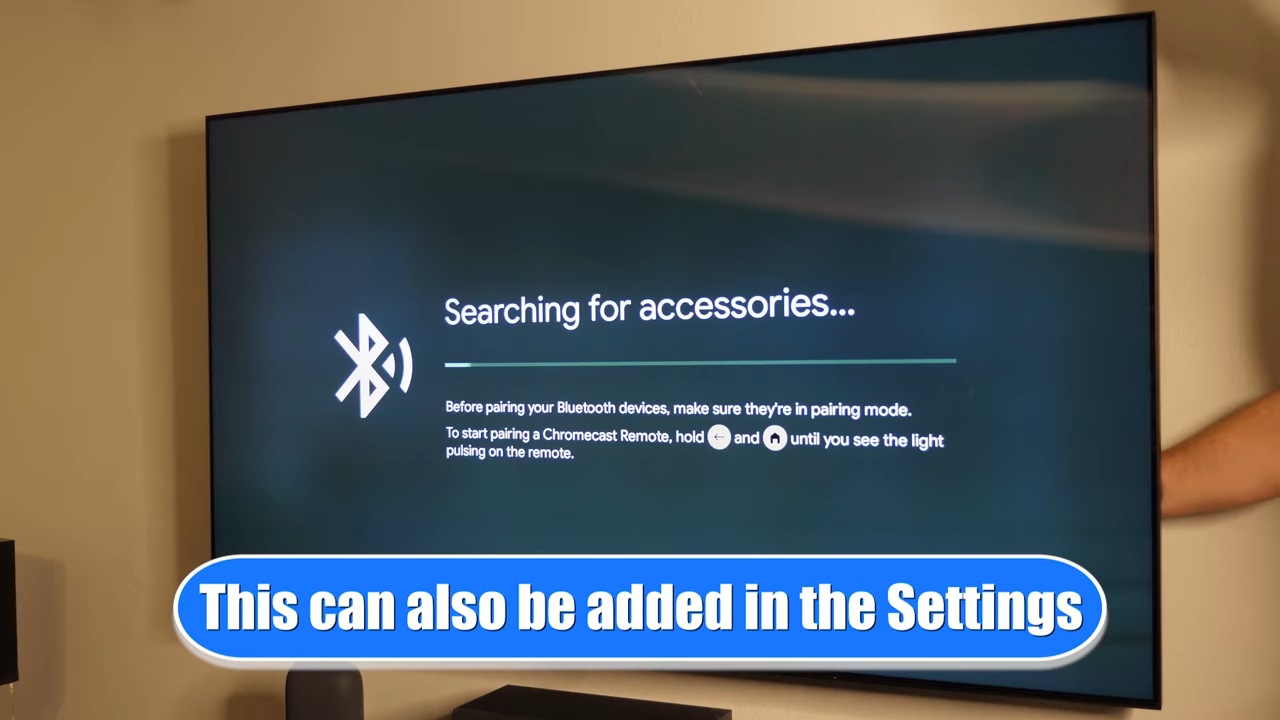 Searching for accessories...
Before pairing your Bluetooth devices, make sure they're in pairing mode.
To start pairing a Chromecast Remote, hold and until you see the light
pulsing on the remote.
This can also be added in the Settings